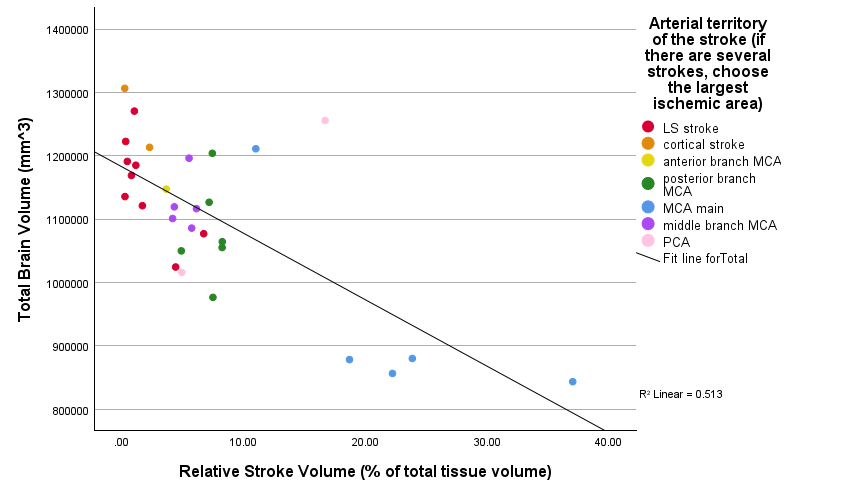 Arterial territory
of the stroke (if
there are several
strokes, choose
the largest
ischemic area)
LS stroke
cortical stroke
anterior branch MCA
posterior branch
MCA
MCA main
middle branch MCA
PCA
Fit line forTotal
R² Linear = 0.513
Total Brain Volume (mm^3)
1400000
1300000
1200000
1100000
1000000
900000
800000
.00
10.00
20.00
30.00
40.00
Relative Stroke Volume (% of total tissue volume)